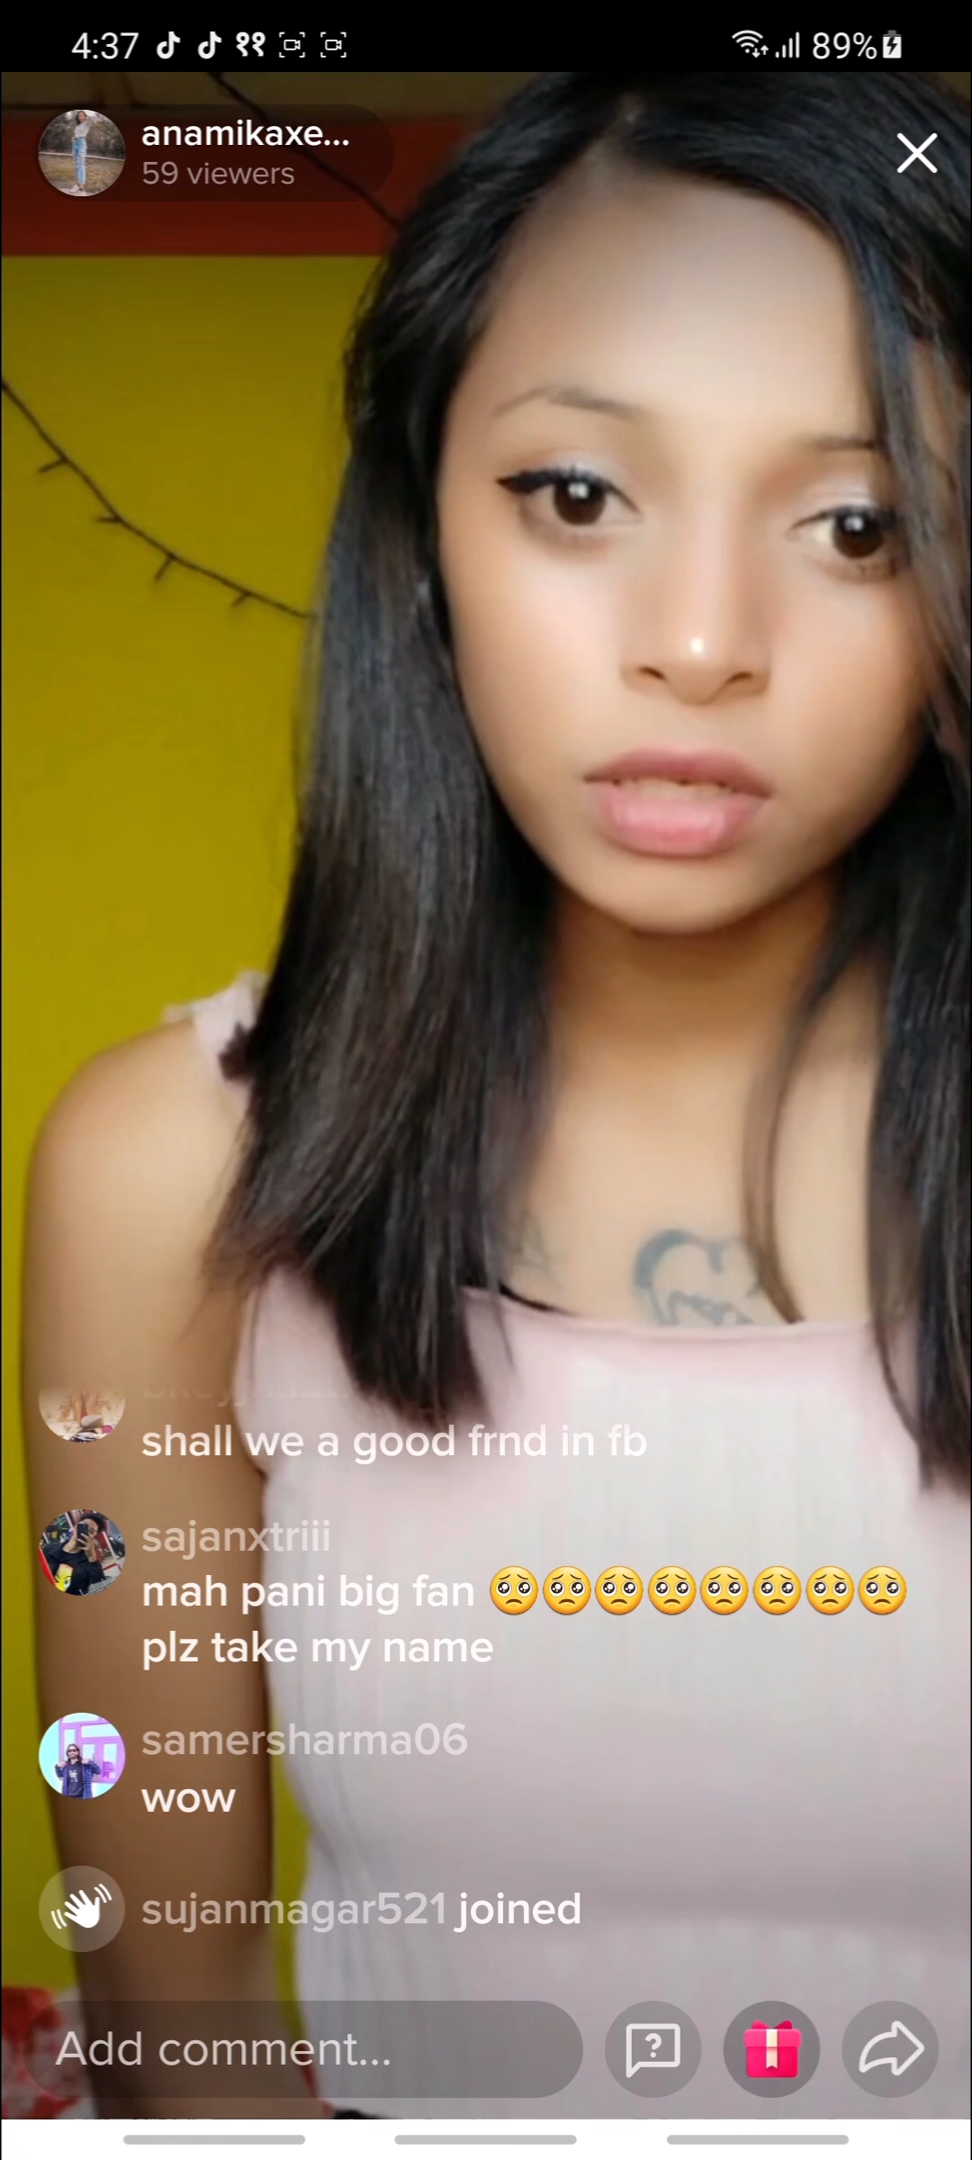 4:37
89%
anamikaxe...
59 viewers
shall we a good frnd in fb
sajanxtriii
mah pani big fan 🥺🥺🥺🥺🥺🥺🥺🥺
plz take my name
samersharma06
wow
sujanmagar521 joined
Add comment...